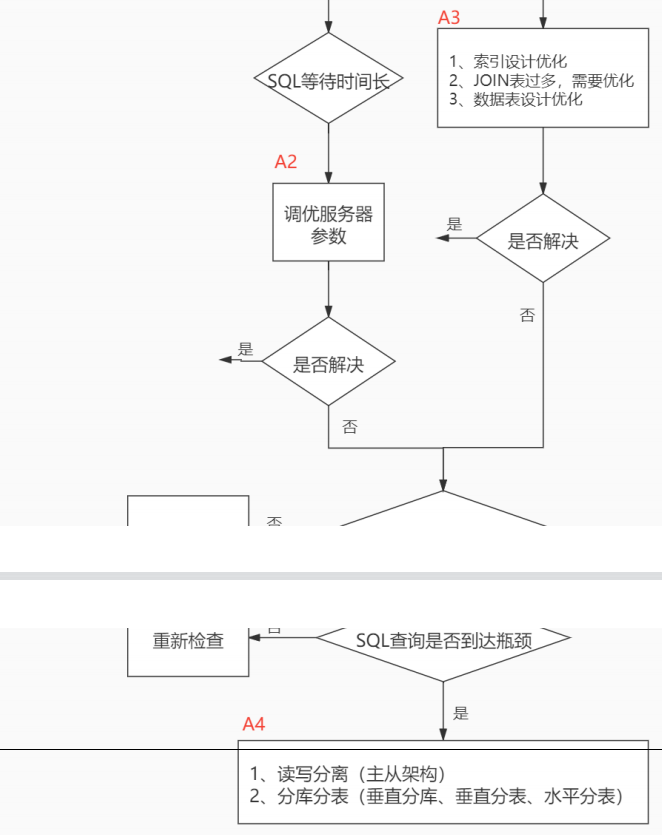 A3
1、索引设计优化
2、JOIN表过多，需要优化
3、数据表设计优化
SQL等待时间长
A2
调优服务器
参数
是
是否解决
否
是
是否解决
否
否
重新检查
SQL查询是否到达瓶颈
是
A4
1、读写分离（主从架构）
2、分库分表（垂直分库、垂直分表、水平分表）